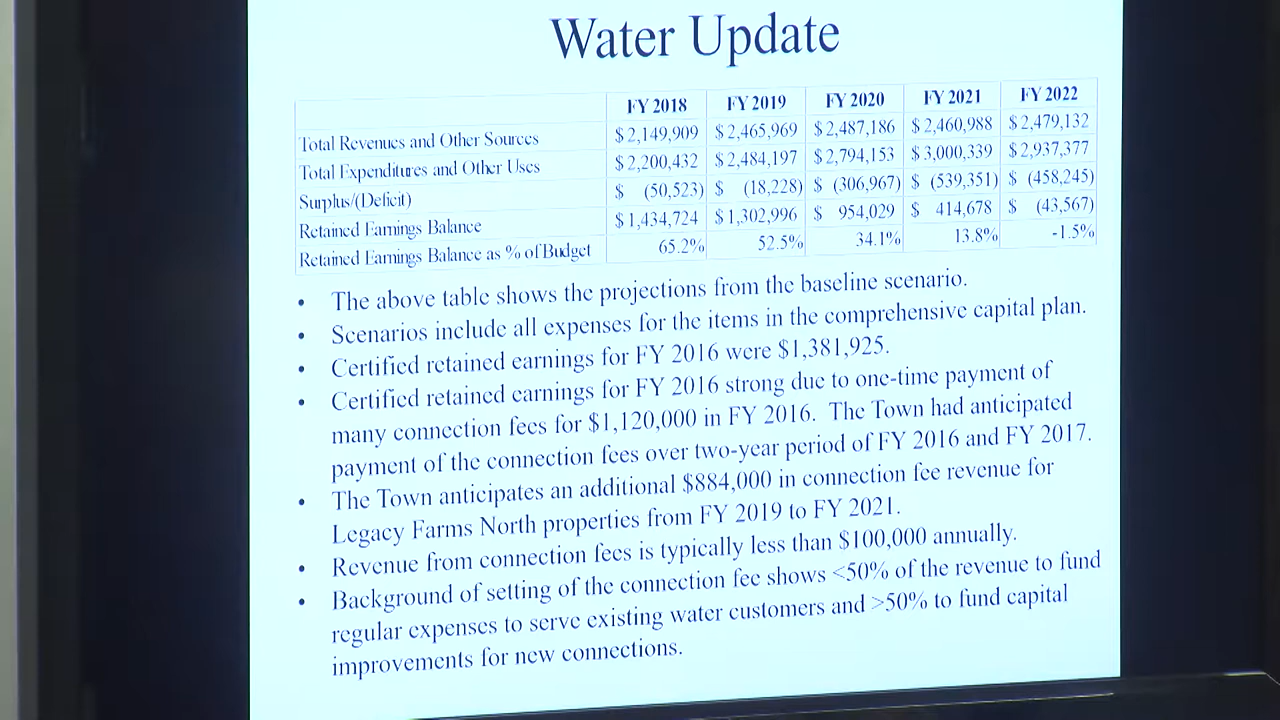 Water Update
FY 2018 FY 2019 FY 2020 FY 2021 FY 2022
Total Revenues and Other Sources $2,149,909 $2,465,969 $2,487,186 $2,460,988 $2,479,132
Total Expenditures and Other Uses $2,200,432 $2,484,197 $2,794,153 $3,000,339 $2,937,377
Surplus/(Deficit) $ (50,523) $ (18,228) $ (306,967) $ (539,351) $ (458,245)
Retained Earnings Balance $1,434,724 $1,302,996 $ 954,029 $ 414,678 $ (43,567)
Retained Earnings Balance as % of Budget 65.2% 52.5% 34.1% 13.8% -1.5%
• The above table shows the projections from the baseline scenario.
• Scenarios include all expenses for the items in the comprehensive capital plan.
• Certified retained earnings for FY 2016 were $1,381,925.
• Certified retained earnings for FY 2016 strong due to one-time payment of
many connection fees for $1,120,000 in FY 2016. The Town had anticipated
payment of the connection fees over two-year period of FY 2016 and FY 2017.
• The Town anticipates an additional $884,000 in connection fee revenue for
Legacy Farms North properties from FY 2019 to FY 2021.
• Revenue from connection fees is typically less than $100,000 annually.
• Background of setting of the connection fee shows <50% of the revenue to fund
regular expenses to serve existing water customers and >50% to fund capital
improvements for new connections.